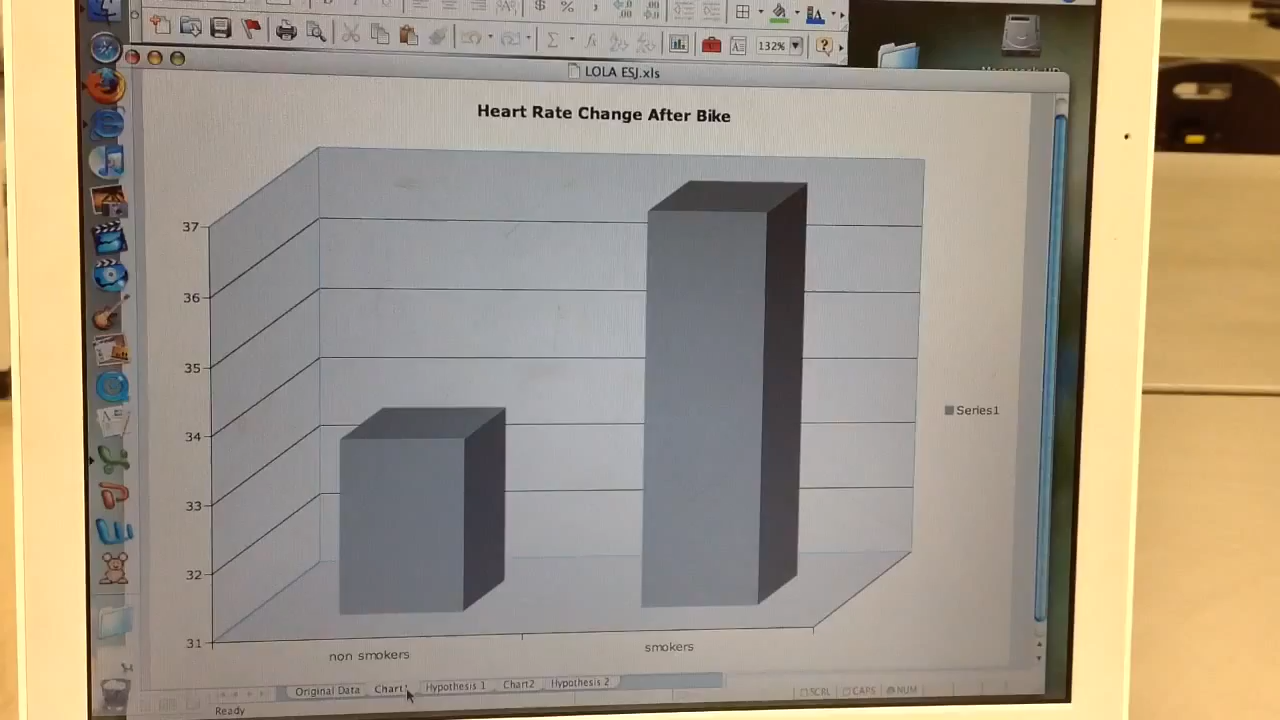 132%
LOLA ESJ.xls
Heart Rate Change After Bike
37
36
35
34
33
32
31
Series1
non smokers
smokers
Original Data
Chart1
Hypothesis 1
Chart2
Hypothesis 2
SCRL
CAPS
NUM
Ready